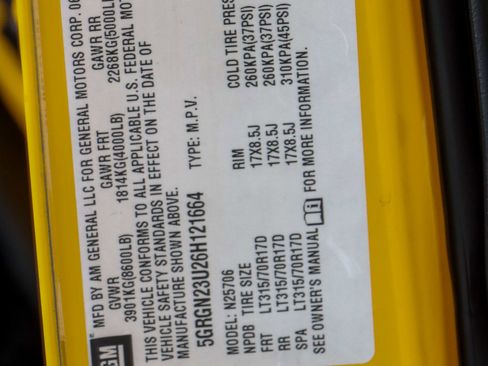 GM
MFD BY AM GENERAL LLC FOR GENERAL MOTORS CORP.
GVWR GAWR FRT GAWR RR
3901KG(8600LB) 1814KG(4000LB) 2268KG(5000LB
THIS VEHICLE CONFORMS TO ALL APPLICABLE U.S. FEDERAL MOTOR
VEHICLE SAFETY STANDARDS IN EFFECT ON THE DATE OF
MANUFACTURE SHOWN ABOVE.
5GRGN23U26H121664 TYPE: M.P.V.
MODEL: N25706
NPDB TIRE SIZE RIM COLD TIRE PRES
FRT LT315/70R17D 17X8.5J 260KPA(37PSI)
RR LT315/70R17D 17X8.5J 260KPA(37PSI)
SPA LT315/70R17D 17X8.5J 310KPA(45PSI)
SEE OWNER'S MANUAL FOR MORE INFORMATION.